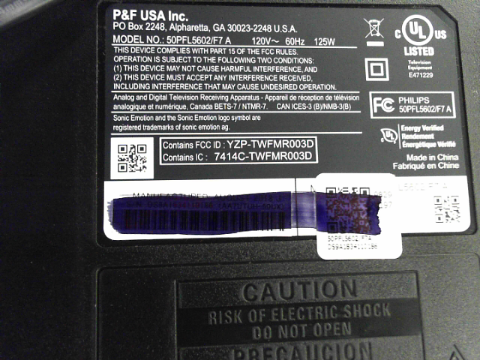 P&F USA Inc.
PO Box 2248, Alpharetta, GA 30023-2248 U.S.A.
MODEL NO.: 50PFL5602/F7 A 120V~ 60Hz 125W
THIS DEVICE COMPLIES WITH PART 15 OF THE FCC RULES.
OPERATION IS SUBJECT TO THE FOLLOWING TWO CONDITIONS:
(1) THIS DEVICE MAY NOT CAUSE HARMFUL INTERFERENCE, AND
(2) THIS DEVICE MUST ACCEPT ANY INTERFERENCE RECEIVED,
INCLUDING INTERFERENCE THAT MAY CAUSE UNDESIRED OPERATION.
Analog and Digital Television Receiving Apparatus - Appareil de réception de télévision
analogique et numérique, Canada BETS-7 / NTMR-7. CAN ICES-3 (B)/NMB-3(B)
Sonic Emotion and the Sonic Emotion logo symbol are
registered trademarks of sonic emotion ag.
Contains FCC ID : YZP-TWFMR003D
Contains IC : 7414C-TWFMR003D
C UL US
LISTED
Television
Equipment
E471229
FC PHILIPS
50PFL5602/F7 A
Energy Verified
Rendement
Énergétique Vérifié
Made in China
Fabriqué en Chine
50PFL5602/F7A
CAUTION
RISK OF ELECTRIC SHOCK
DO NOT OPEN
PRECAUCION